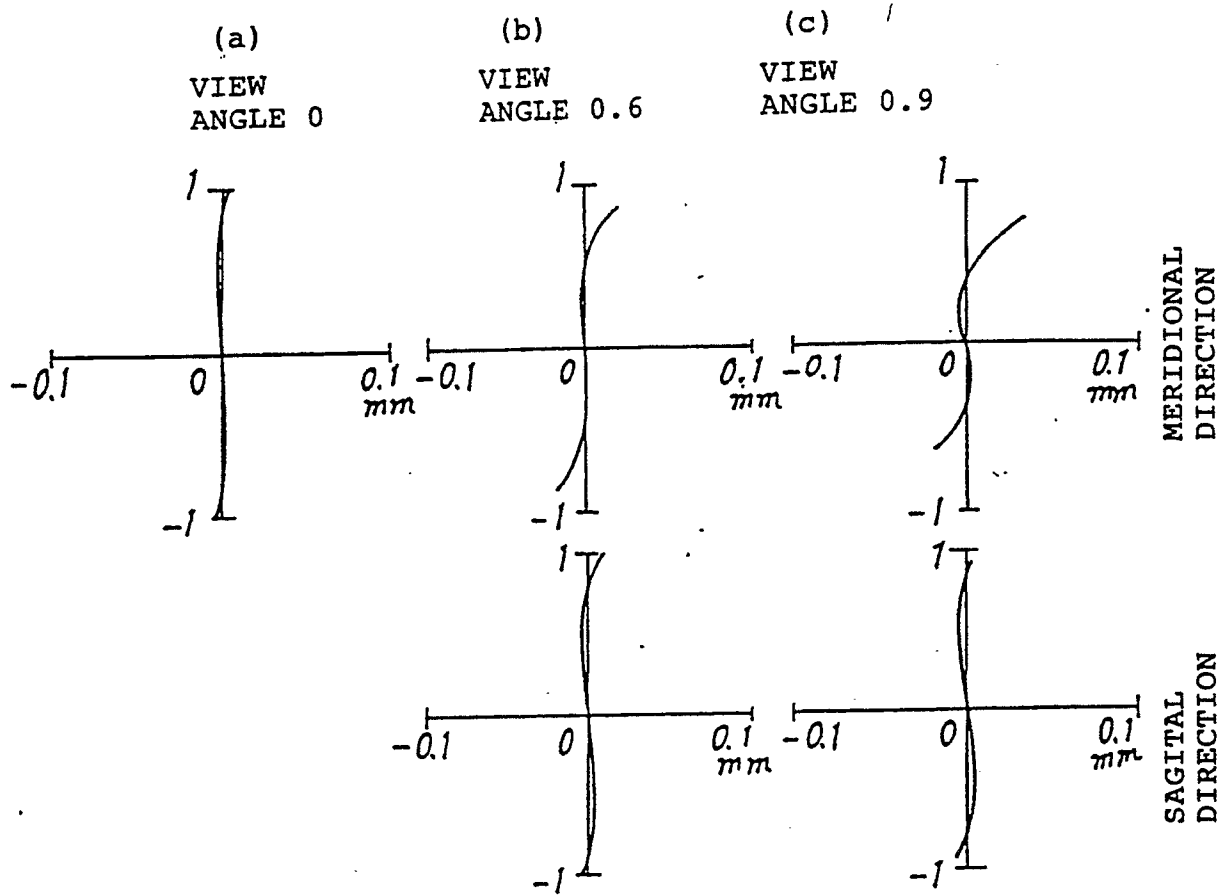 (a)
VIEW
ANGLE 0
(b)
VIEW
ANGLE 0.6
(c)
VIEW
ANGLE 0.9
1
-0.1
0
0.1
mm
-1
1
-0.1
0
0.1
mm
-1
1
-0.1
0
0.1
mm
-1
MERIDIONAL
DIRECTION
1
-0.1
0
0.1
mm
-1
1
-0.1
0
0.1
mm
-1
SAGITAL
DIRECTION